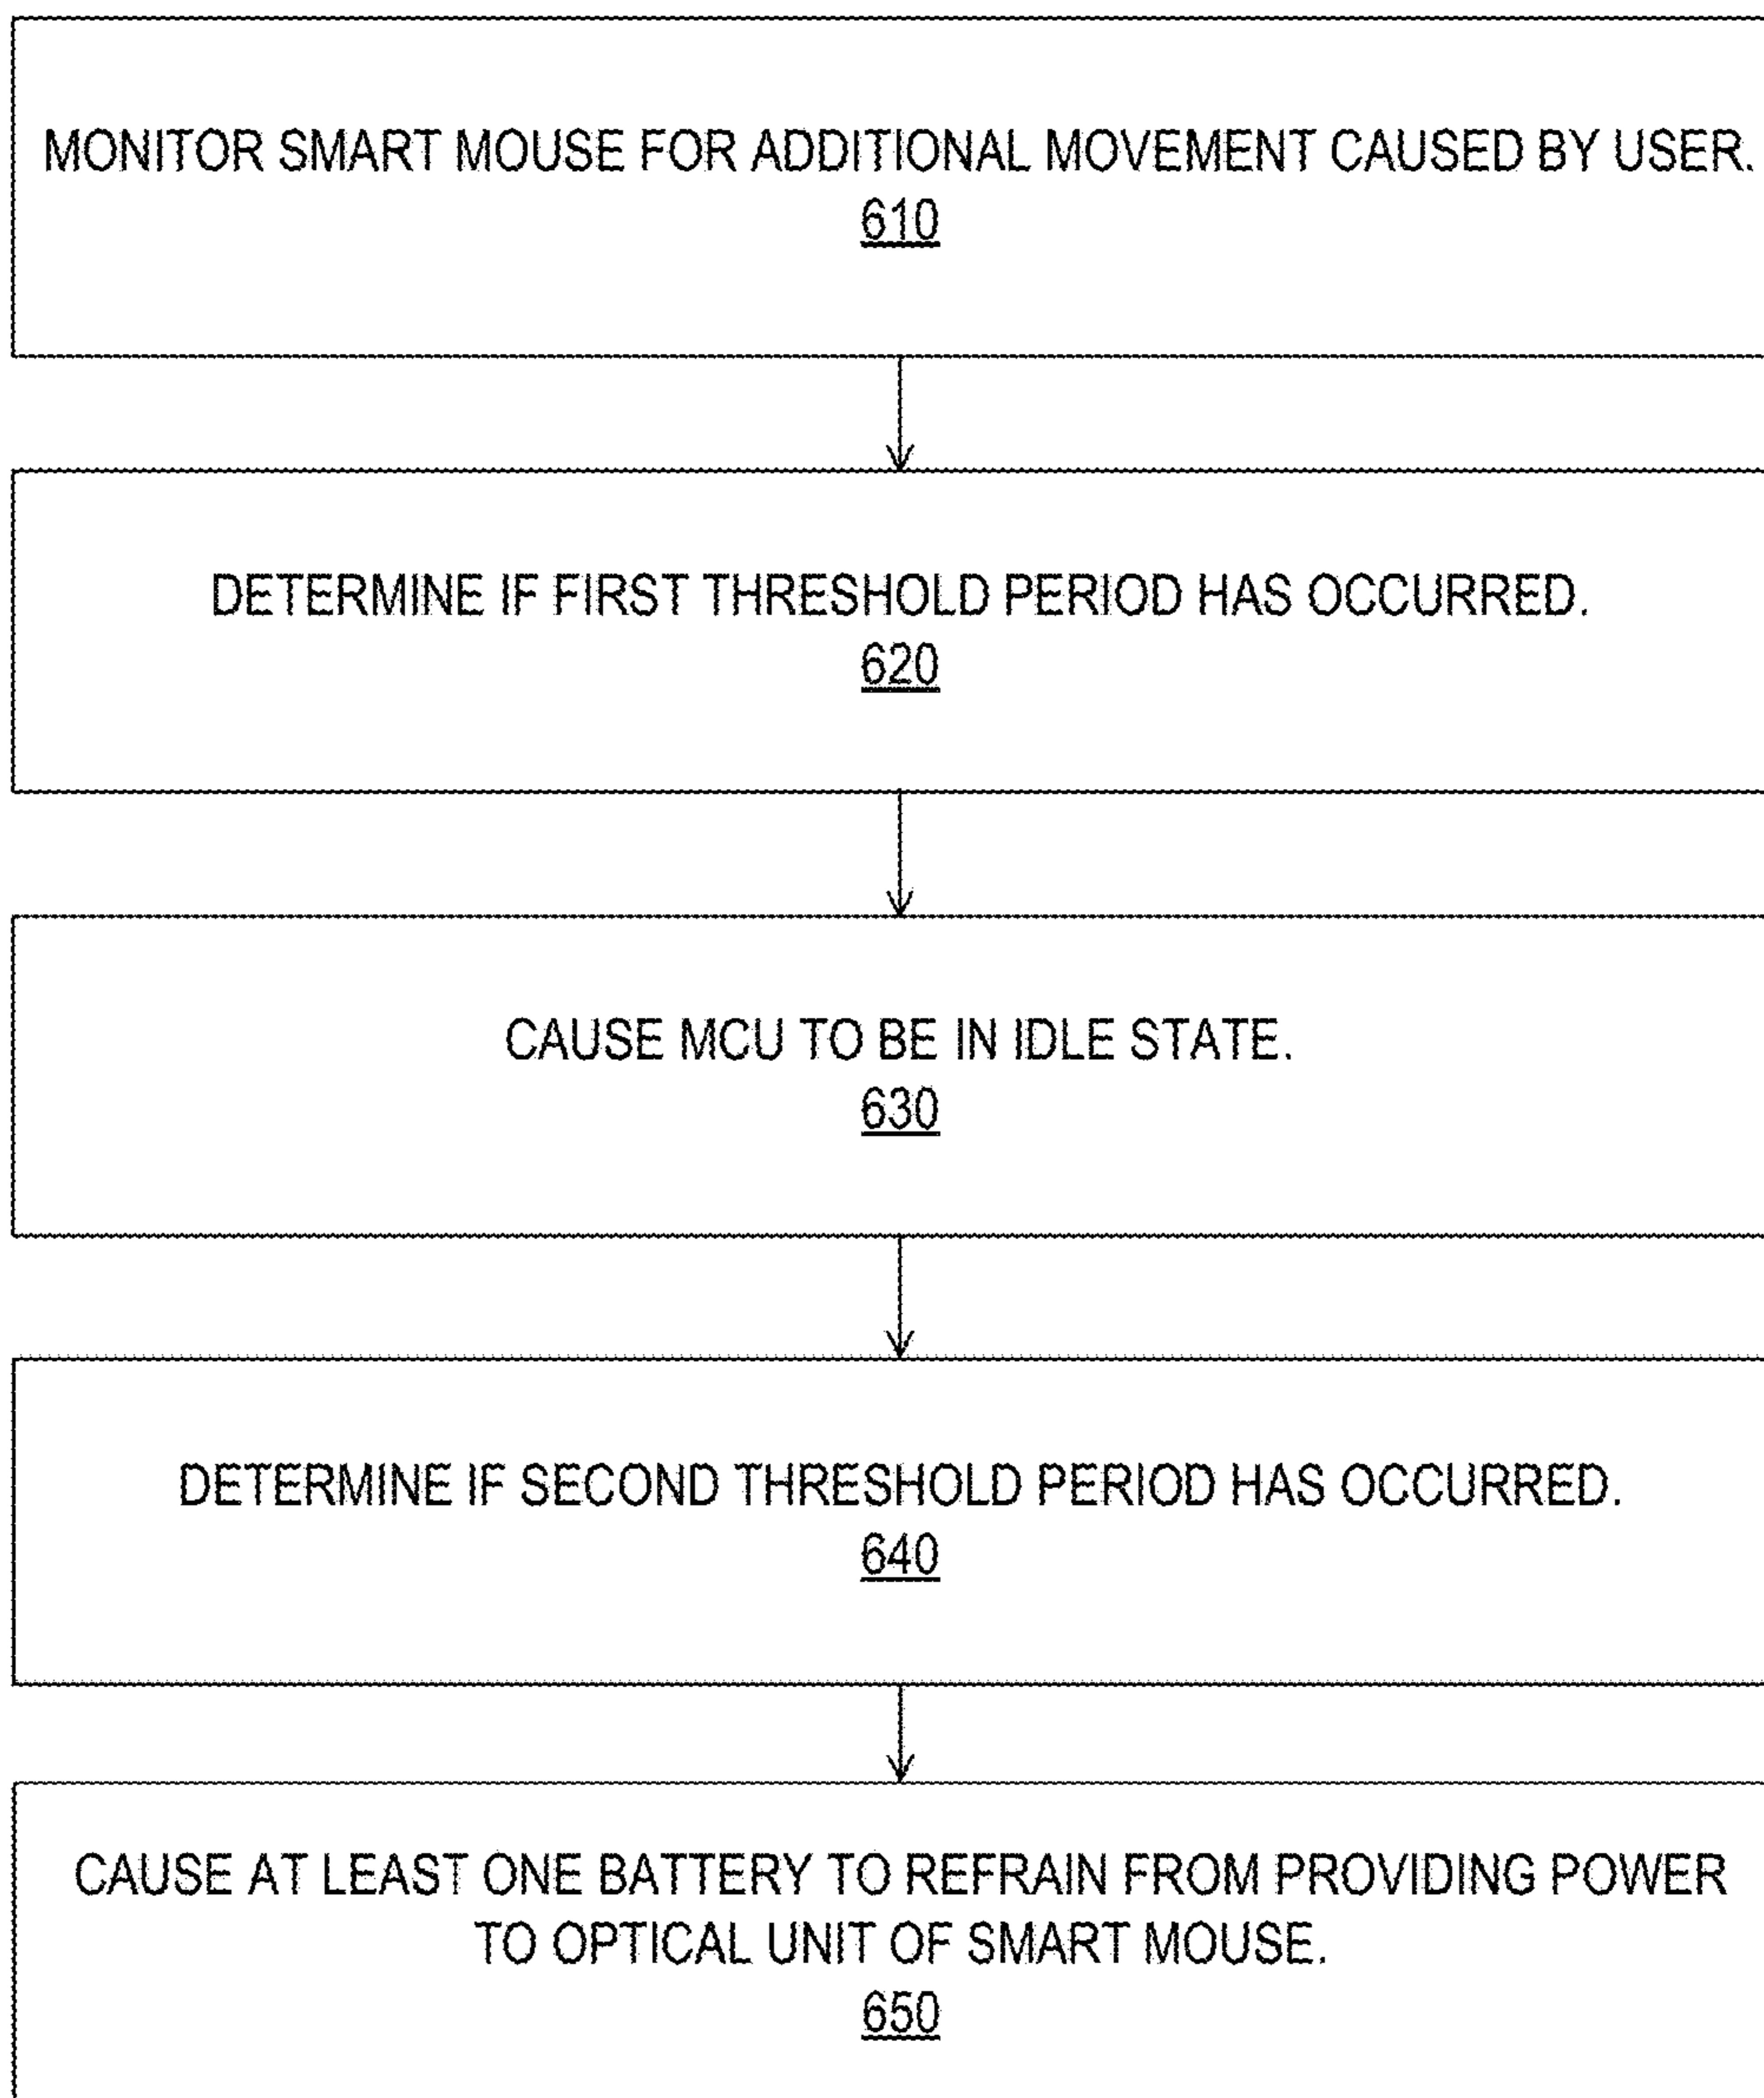 MONITOR SMART MOUSE FOR ADDITIONAL MOVEMENT CAUSED BY USER.
610
DETERMINE IF FIRST THRESHOLD PERIOD HAS OCCURRED.
620
CAUSE MCU TO BE IN IDLE STATE.
630
DETERMINE IF SECOND THRESHOLD PERIOD HAS OCCURRED.
640
CAUSE AT LEAST ONE BATTERY TO REFRAIN FROM PROVIDING POWER
TO OPTICAL UNIT OF SMART MOUSE.
650